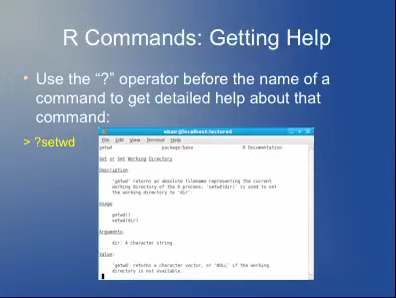 R Commands: Getting Help
• Use the “?” operator before the name of a
command to get detailed help about that
command:
> ?setwd
ebair@localhost:lectures
File Edit View Terminal Help
getwd package:base R Documentation
Get or Set Working Directory
Description:
'getwd' returns an absolute filename representing the current
working directory of the R process; 'setwd(dir)' is used to set
the working directory to 'dir'.
Usage:
getwd()
setwd(dir)
Arguments:
dir: A character string.
Value:
'getwd' returns a character vector, or 'NULL' if the working
directory is not available.